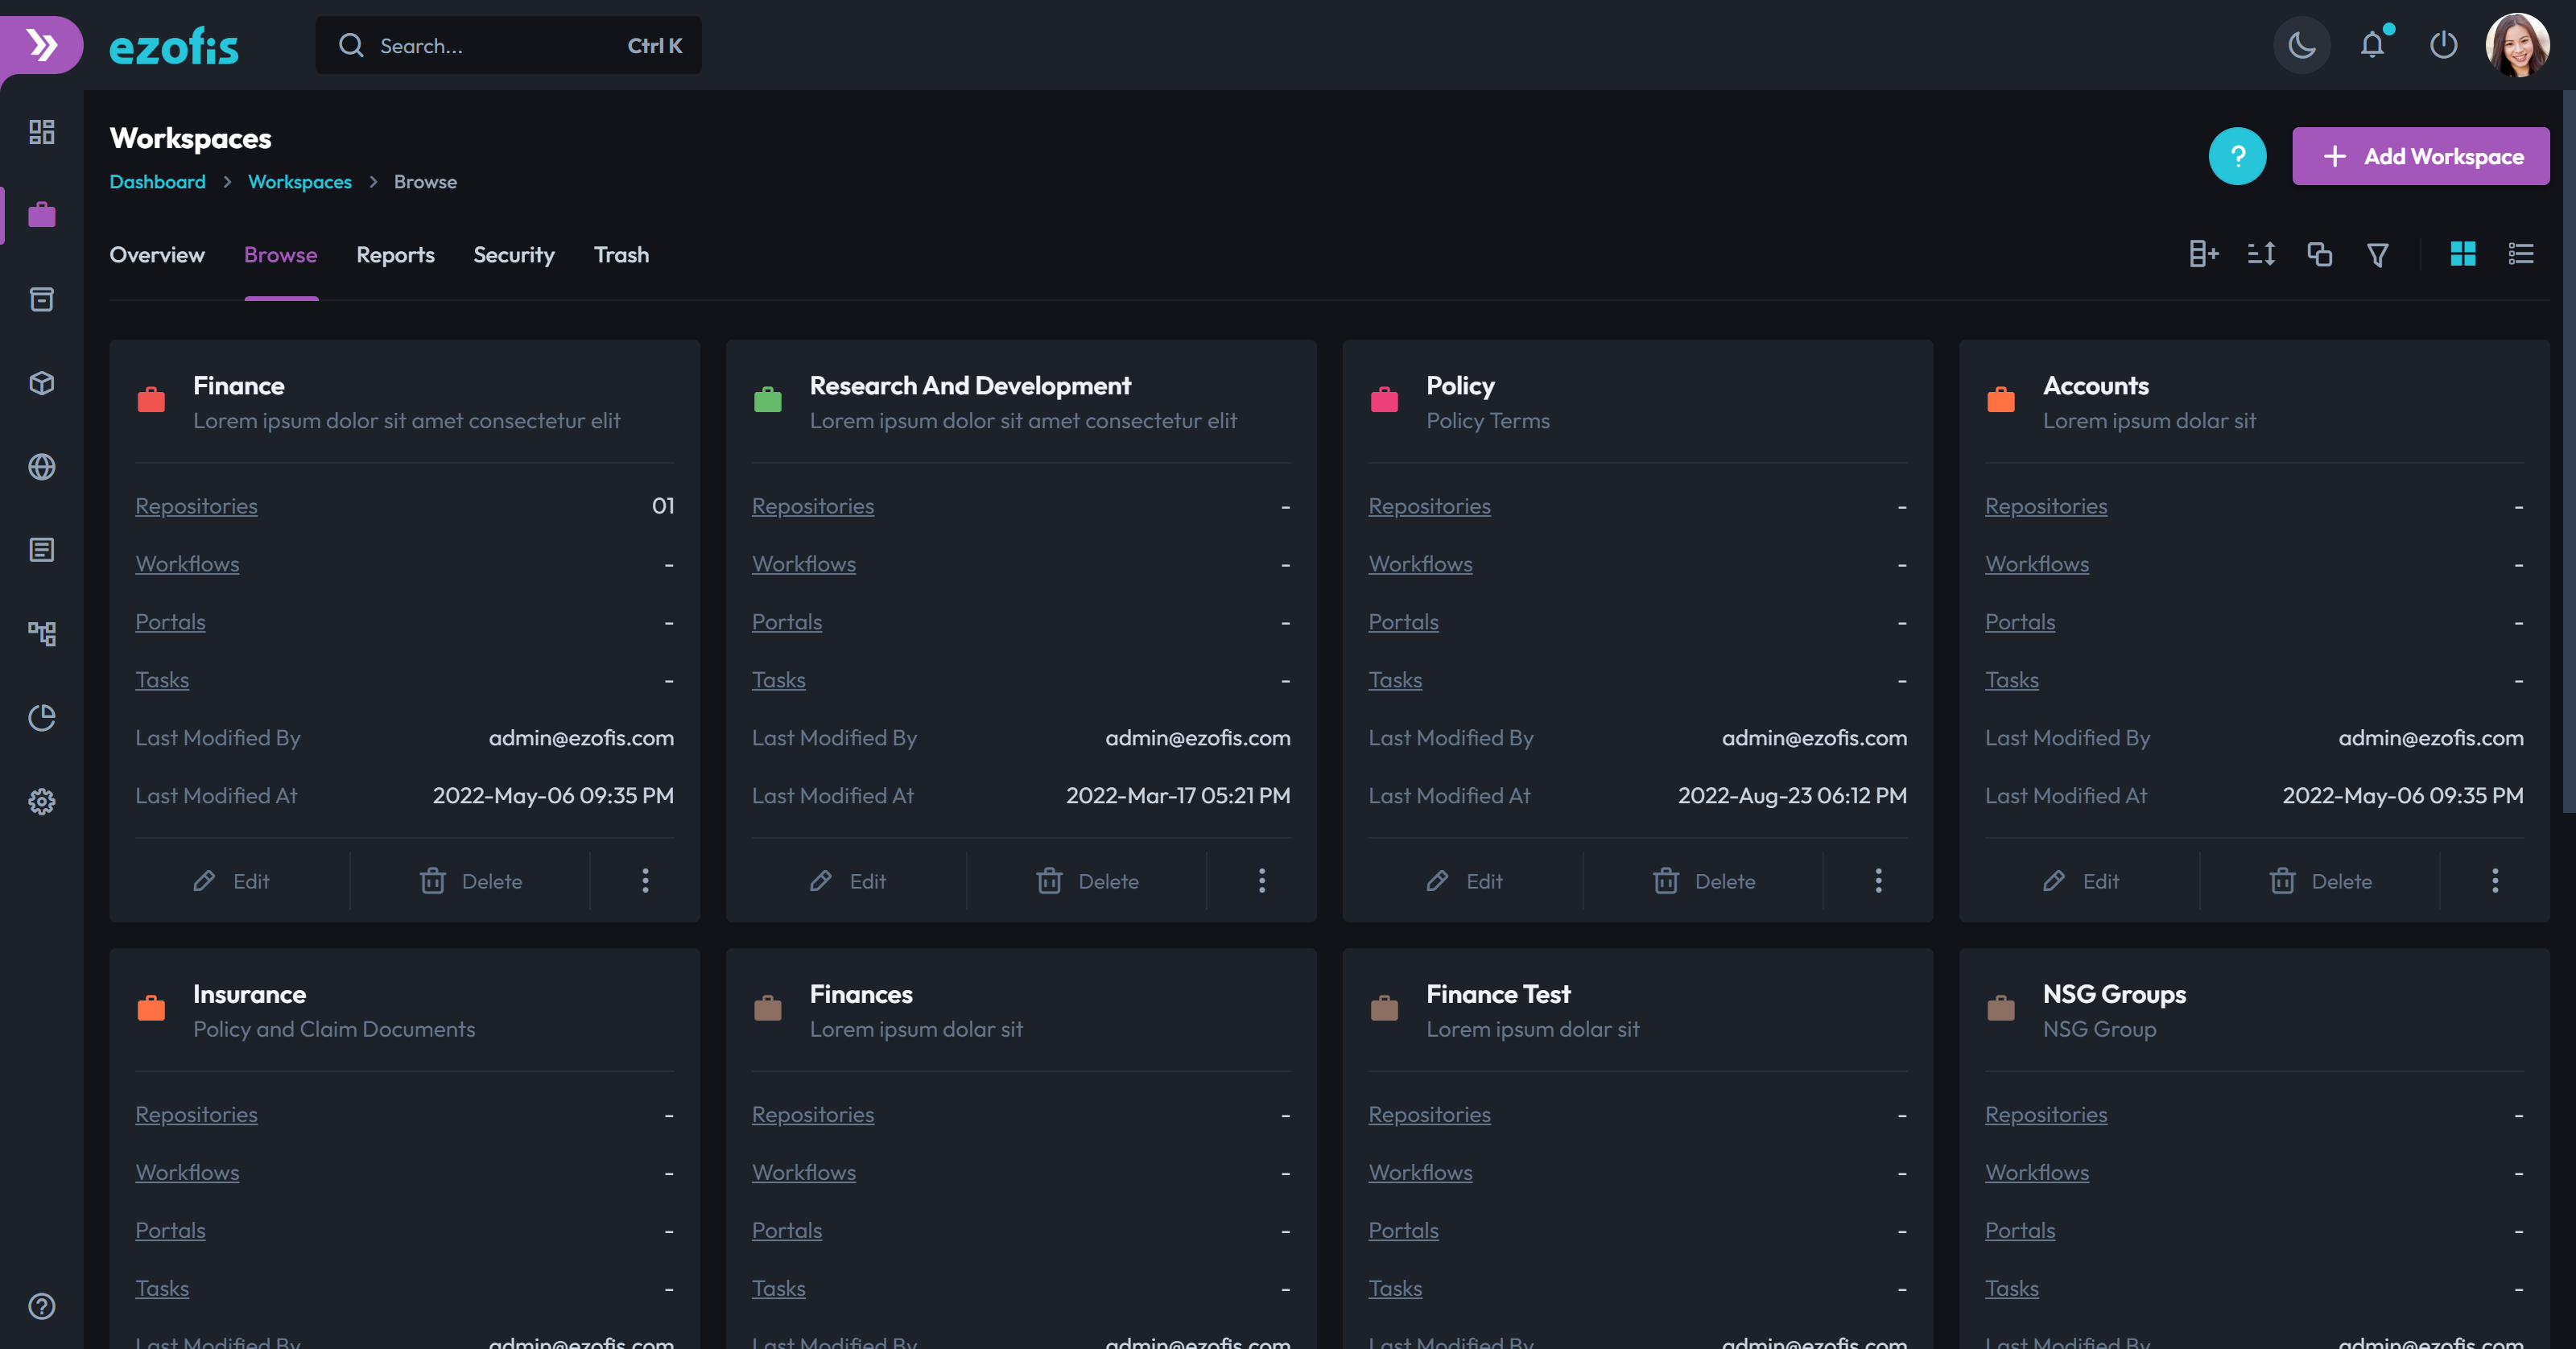 ezofis
Search... Ctrl K
Workspaces
Dashboard > Workspaces > Browse
? + Add Workspace
Overview Browse Reports Security Trash
Finance
Lorem ipsum dolor sit amet consectetur elit
Repositories 01
Workflows -
Portals -
Tasks -
Last Modified By admin@ezofis.com
Last Modified At 2022-May-06 09:35 PM
Edit Delete
Research And Development
Lorem ipsum dolor sit amet consectetur elit
Repositories -
Workflows -
Portals -
Tasks -
Last Modified By admin@ezofis.com
Last Modified At 2022-Mar-17 05:21 PM
Edit Delete
Policy
Policy Terms
Repositories -
Workflows -
Portals -
Tasks -
Last Modified By admin@ezofis.com
Last Modified At 2022-Aug-23 06:12 PM
Edit Delete
Accounts
Lorem ipsum dolar sit
Repositories -
Workflows -
Portals -
Tasks -
Last Modified By admin@ezofis.com
Last Modified At 2022-May-06 09:35 PM
Edit Delete
Insurance
Policy and Claim Documents
Repositories -
Workflows -
Portals -
Tasks -
Last Modified By admin@ezofis.com
Finances
Lorem ipsum dolar sit
Repositories -
Workflows -
Portals -
Tasks -
Last Modified By admin@ezofis.com
Finance Test
Lorem ipsum dolar sit
Repositories -
Workflows -
Portals -
Tasks -
Last Modified By admin@ezofis.com
NSG Groups
NSG Group
Repositories -
Workflows -
Portals -
Tasks -
Last Modified By admin@ezofis.com